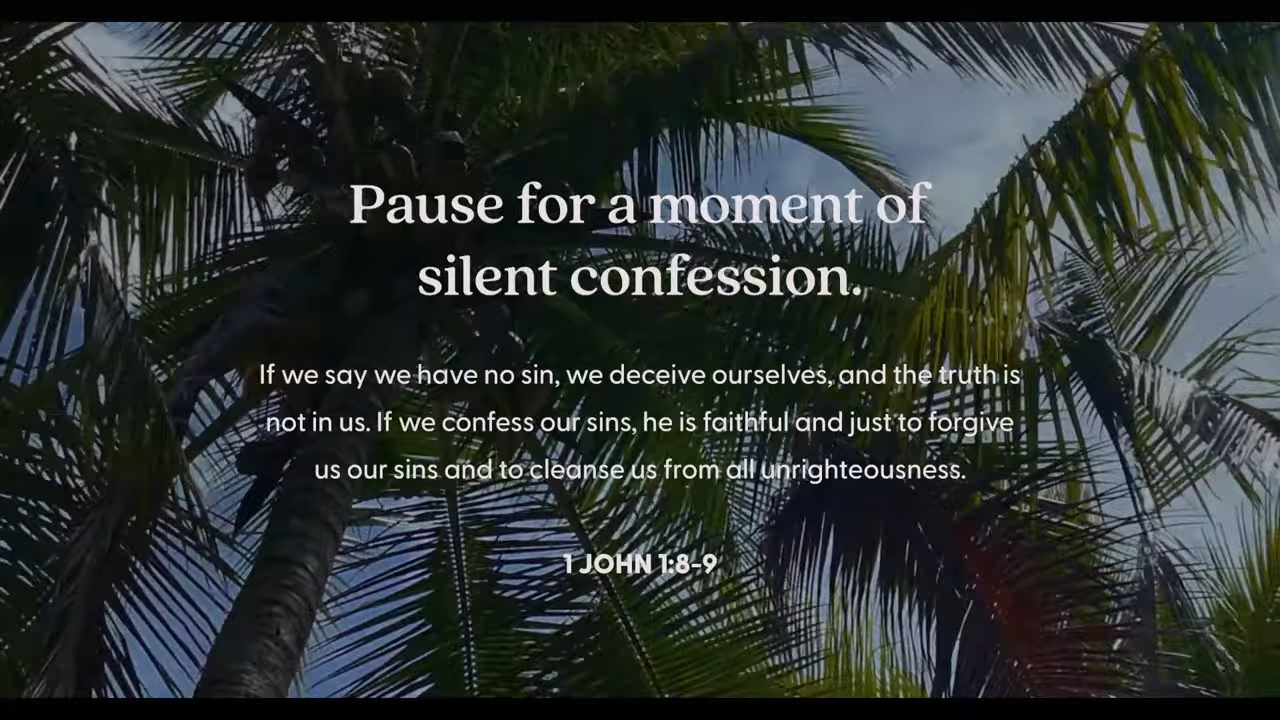 Pause for a moment of
silent confession.
If we say we have no sin, we deceive ourselves, and the truth is
not in us. If we confess our sins, he is faithful and just to forgive
us our sins and to cleanse us from all unrighteousness.
1 JOHN 1:8-9